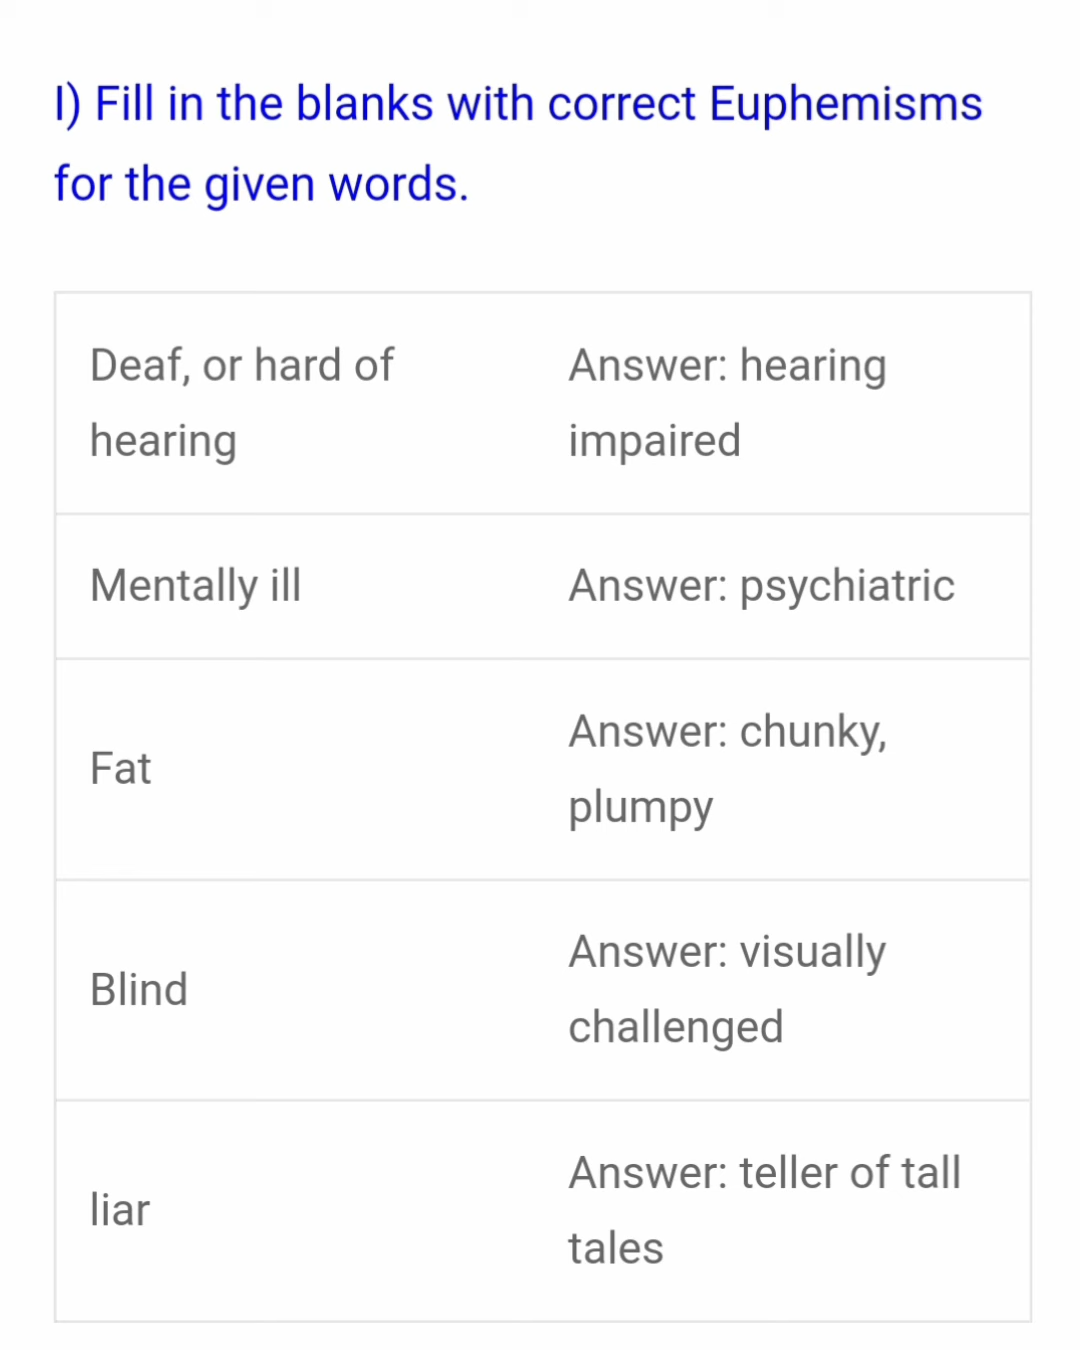 I) Fill in the blanks with correct Euphemisms
for the given words.
Deaf, or hard of
hearing
Answer: hearing
impaired
Mentally ill
Answer: psychiatric
Fat
Answer: chunky,
plumpy
Blind
Answer: visually
challenged
liar
Answer: teller of tall
tales